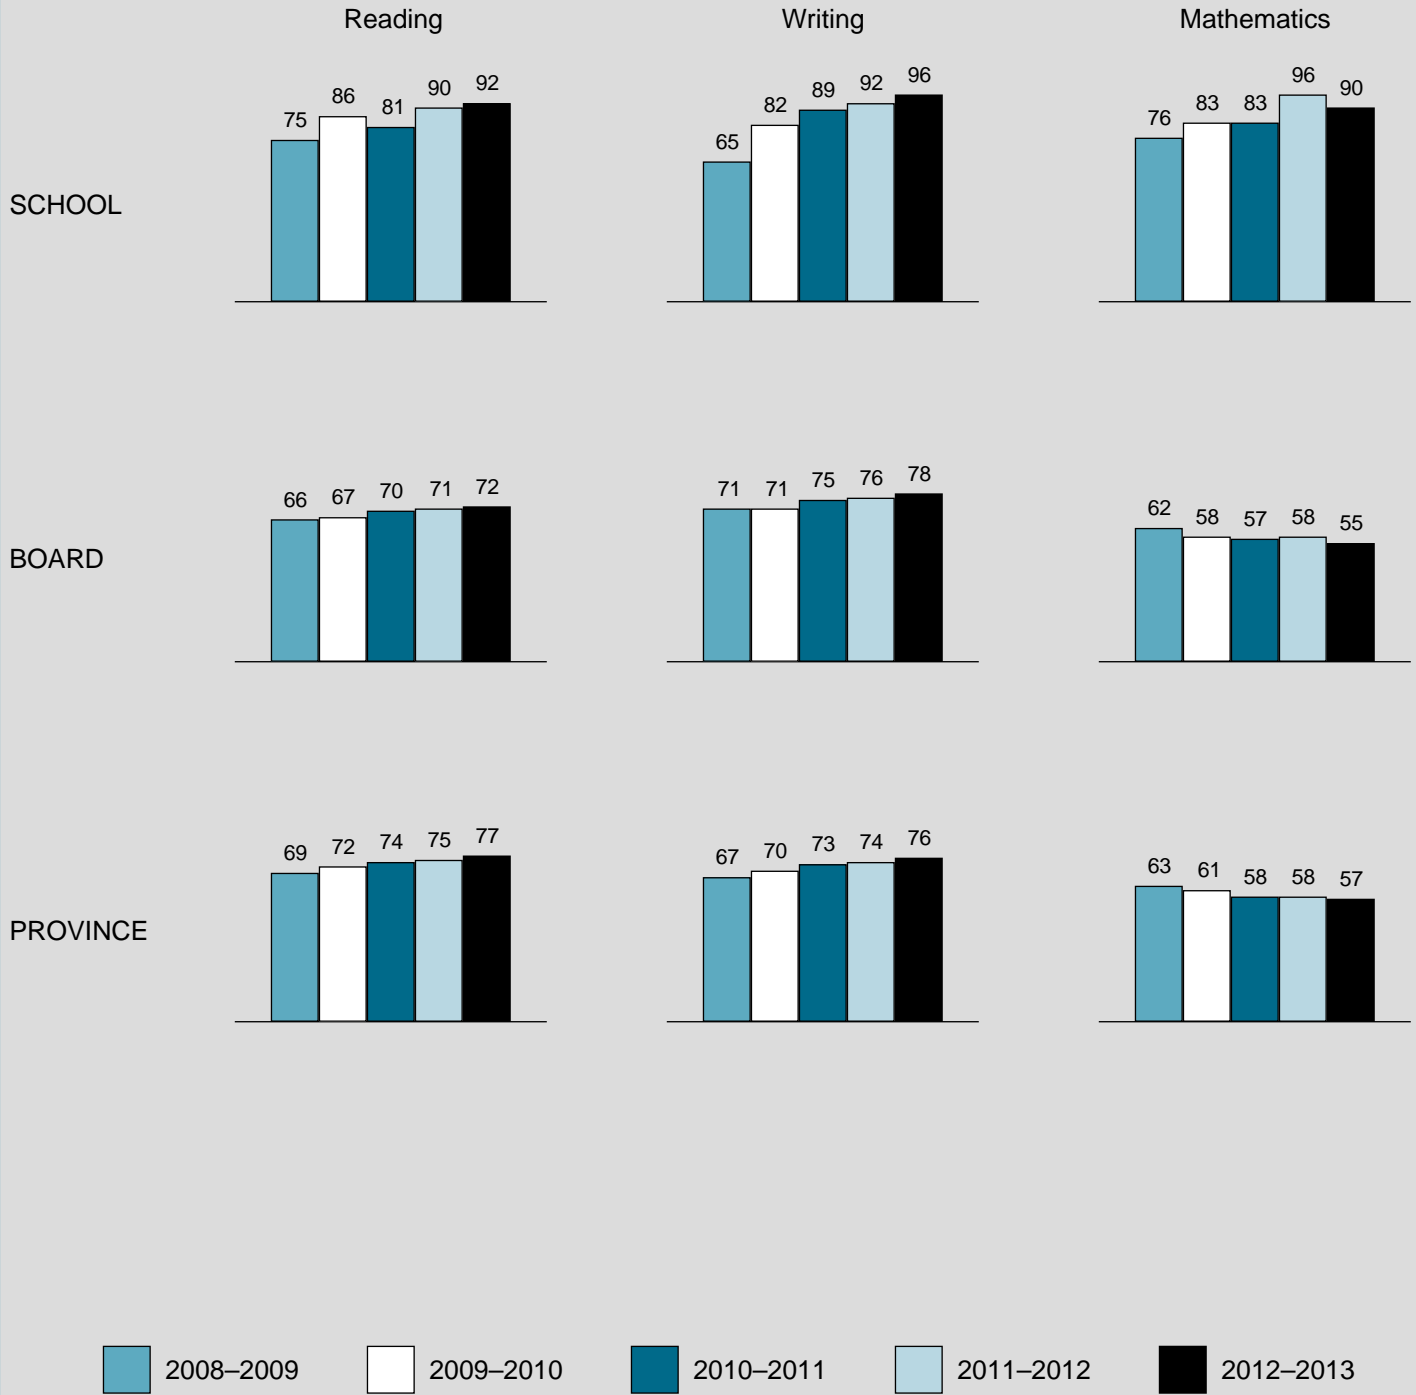 Reading Writing Mathematics
SCHOOL
75 86 81 90 92
65 82 89 92 96
76 83 83 96 90
BOARD
66 67 70 71 72
71 71 75 76 78
62 58 57 58 55
PROVINCE
69 72 74 75 77
67 70 73 74 76
63 61 58 58 57
2008–2009 2009–2010 2010–2011 2011–2012 2012–2013